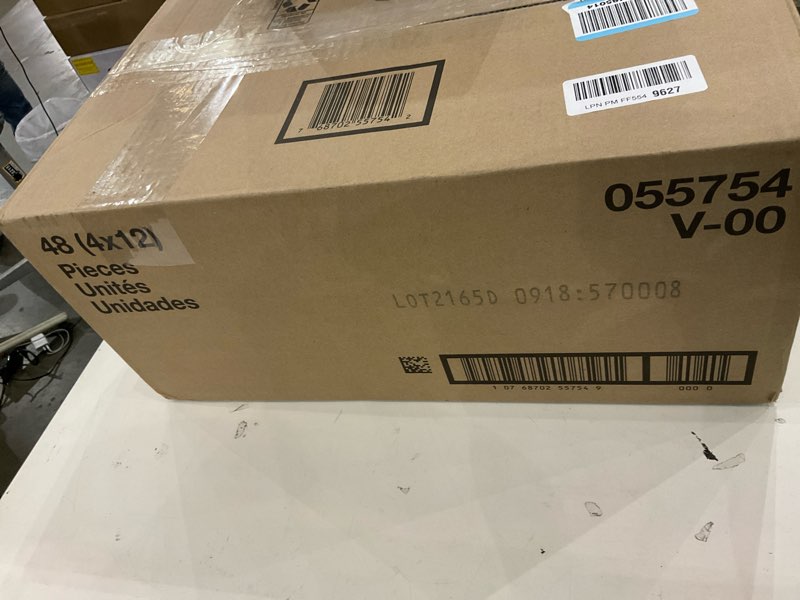 LPN PM FF554 9627
7 68702 55754 2
055754
V-00
48 (4x12)
Pieces
Unités
Unidades
LOT2165D 0918:570008
1 07 68702 55754 9 000 0